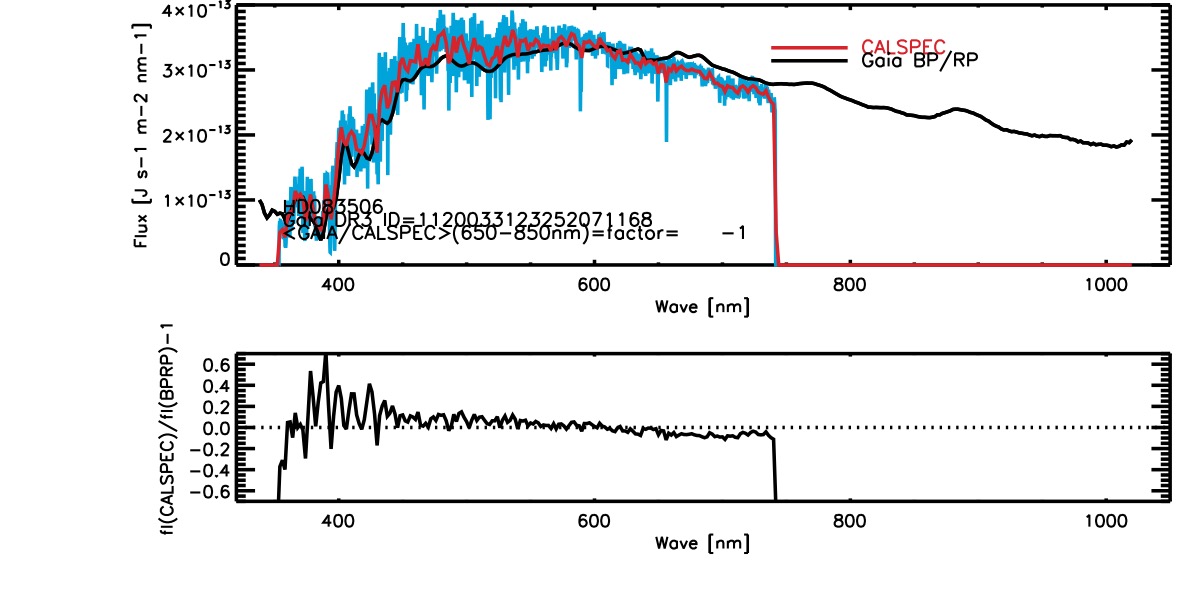 4×10−13
3×10−13
2×10−13
1×10−13
0
Flux [J s−1 m−2 nm−1]
CALSPEC
Gaia BP/RP
HD083506
Gaia DR3 ID=1120033123252071168
<GAIA/CALSPEC>(650−850nm)=factor= −1
400 600 800 1000
Wave [nm]
fl(CALSPEC)/fl(BPRP)−1
0.6
0.4
0.2
0.0
−0.2
−0.4
−0.6
400 600 800 1000
Wave [nm]